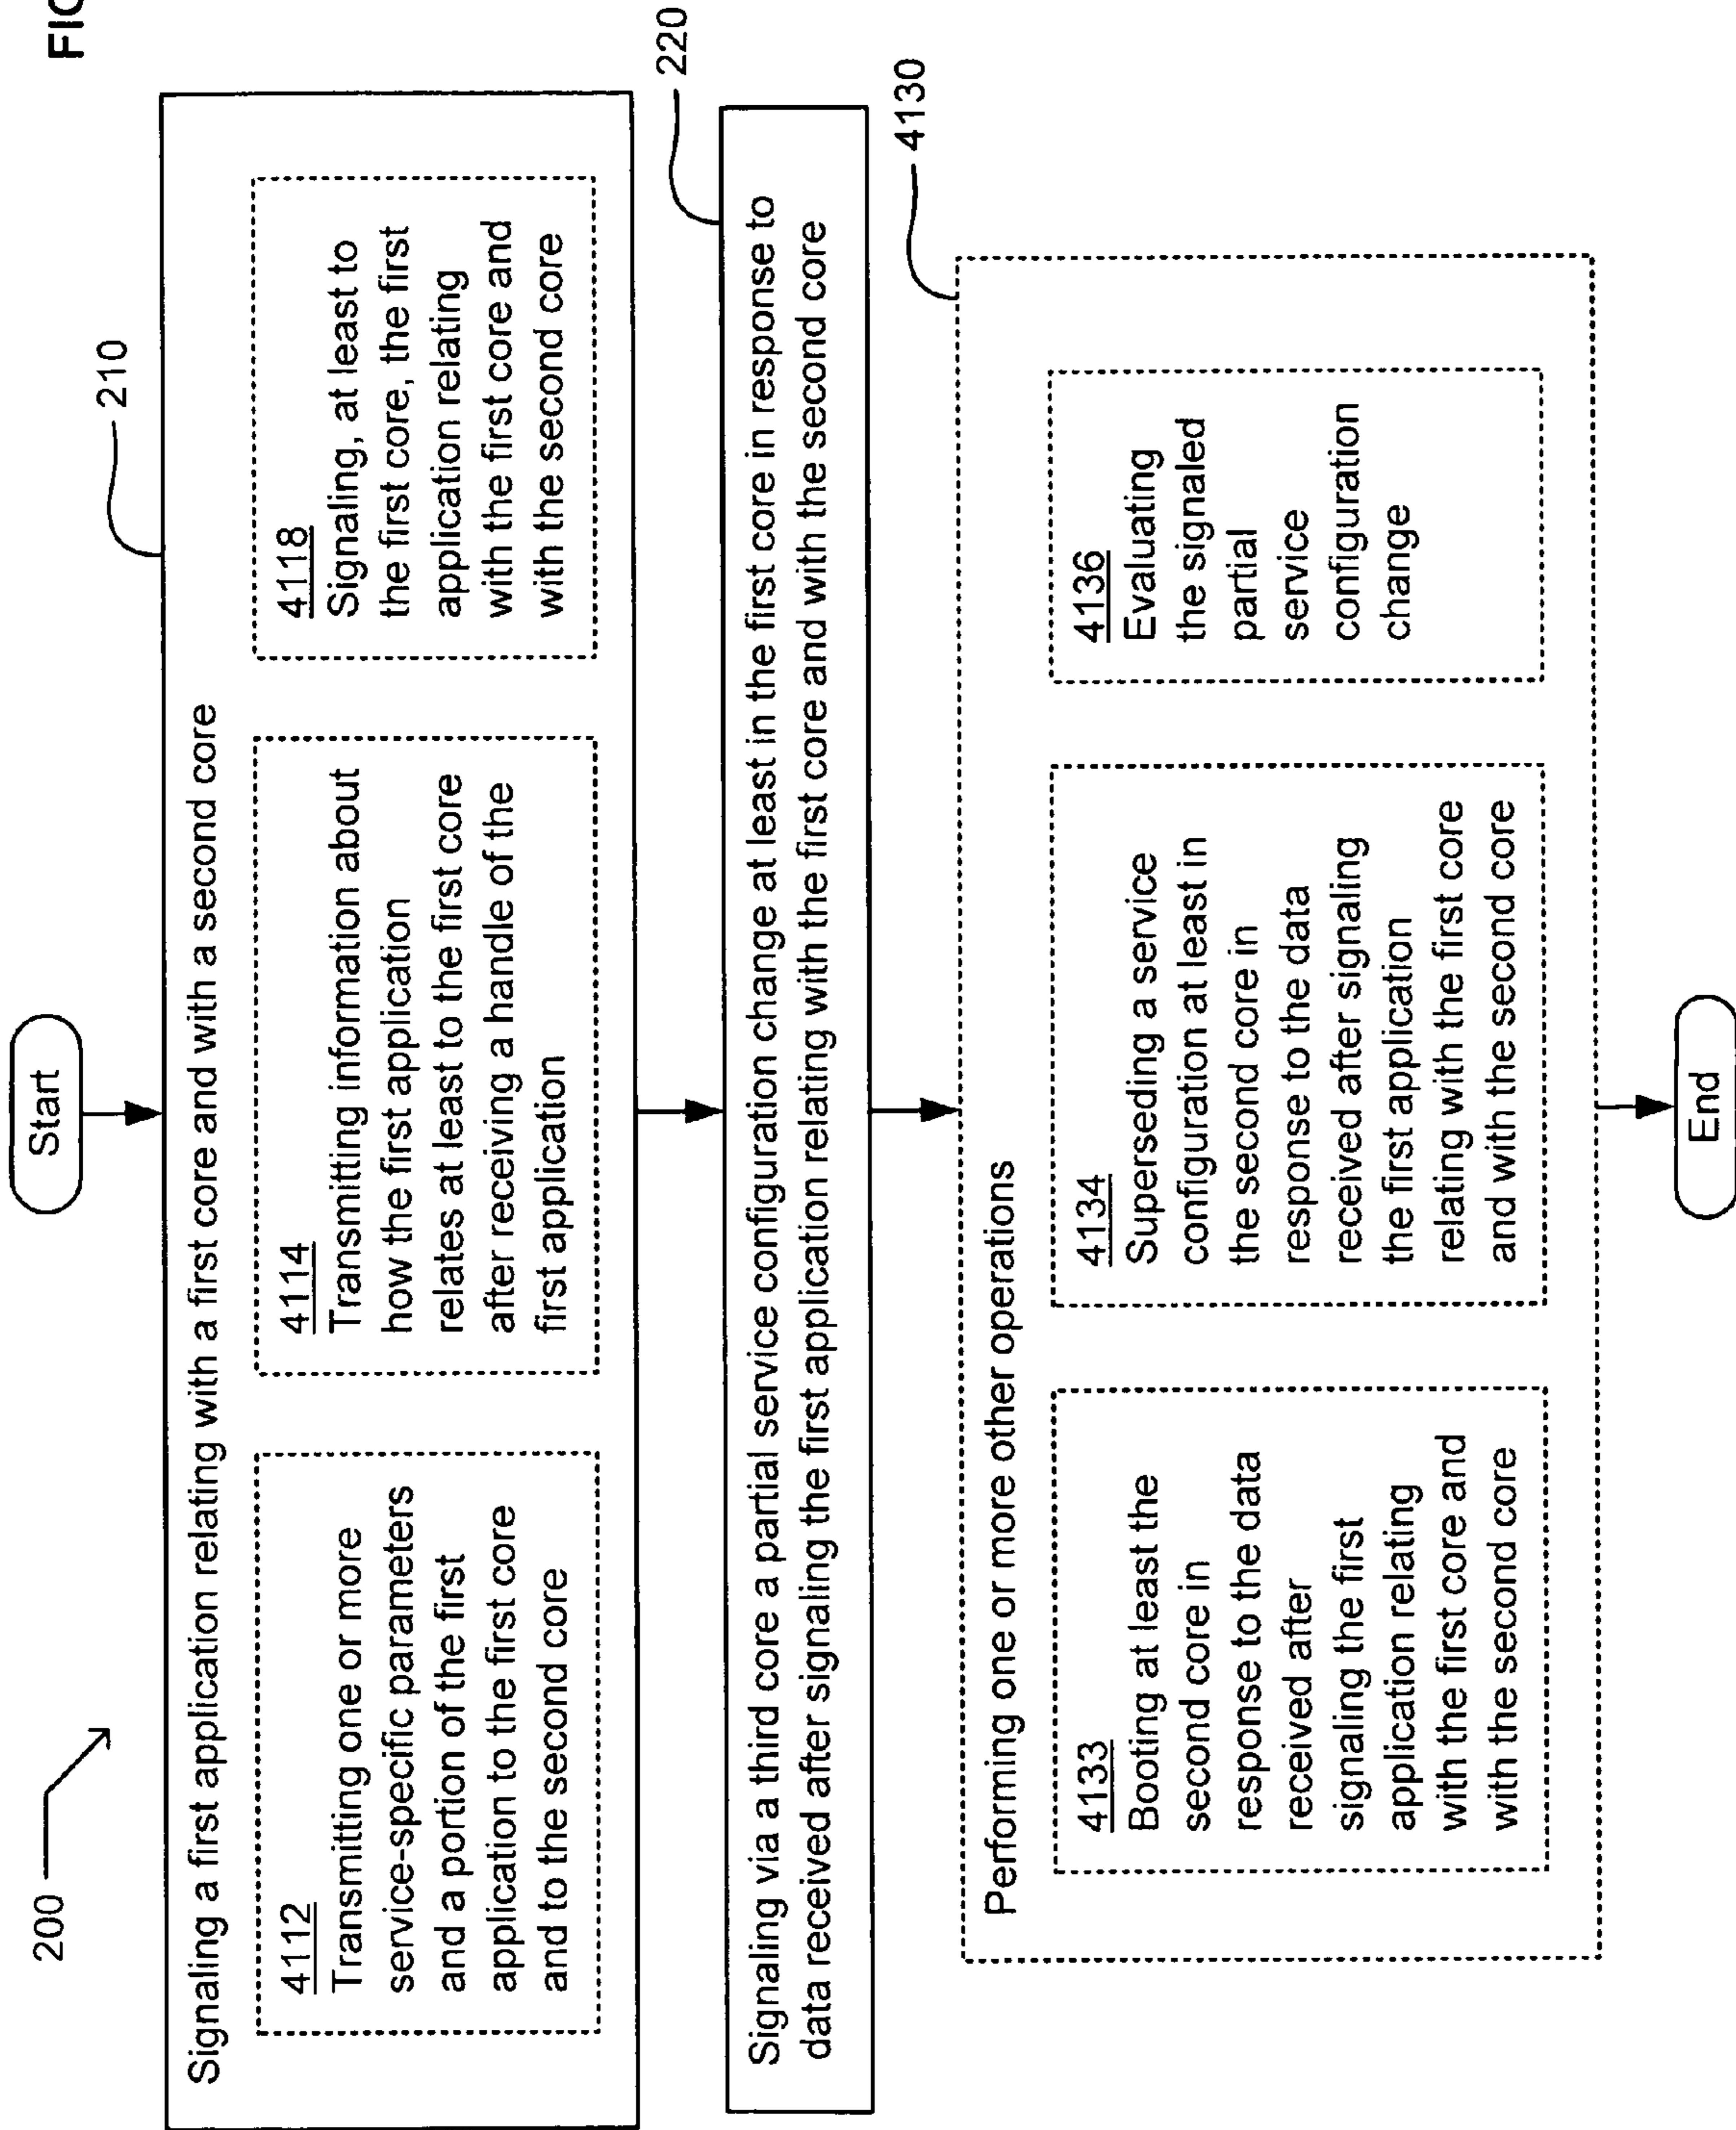 FIG
200
Start
210
Signaling a first application relating with a first core and with a second core
4112
Transmitting one or more
service-specific parameters
and a portion of the first
application to the first core
and to the second core
4114
Transmitting information about
how the first application
relates at least to the first core
after receiving a handle of the
first application
4118
Signaling, at least to
the first core, the first
application relating
with the first core and
with the second core
220
Signaling via a third core a partial service configuration change at least in the first core in response to
data received after signaling the first application relating with the first core and with the second core
4130
Performing one or more other operations
4133
Booting at least the
second core in
response to the data
received after
signaling the first
application relating
with the first core and
with the second core
4134
Superseding a service
configuration at least in
the second core in
response to the data
received after signaling
the first application
relating with the first core
and with the second core
4136
Evaluating
the signaled
partial
service
configuration
change
End